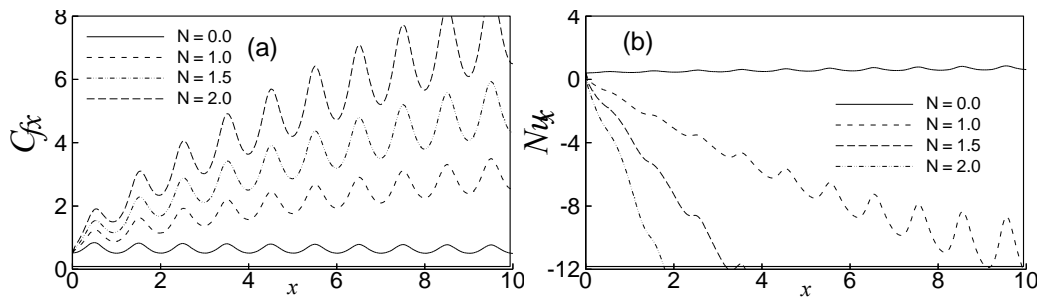 8
6
4
2
0
C_fx
N = 0.0
N = 1.0
N = 1.5
N = 2.0
(a)
0 2 4 6 8 10
x
4
0
-4
-8
-12
Nu_x
(b)
N = 0.0
N = 1.0
N = 1.5
N = 2.0
0 2 4 6 8 10
x